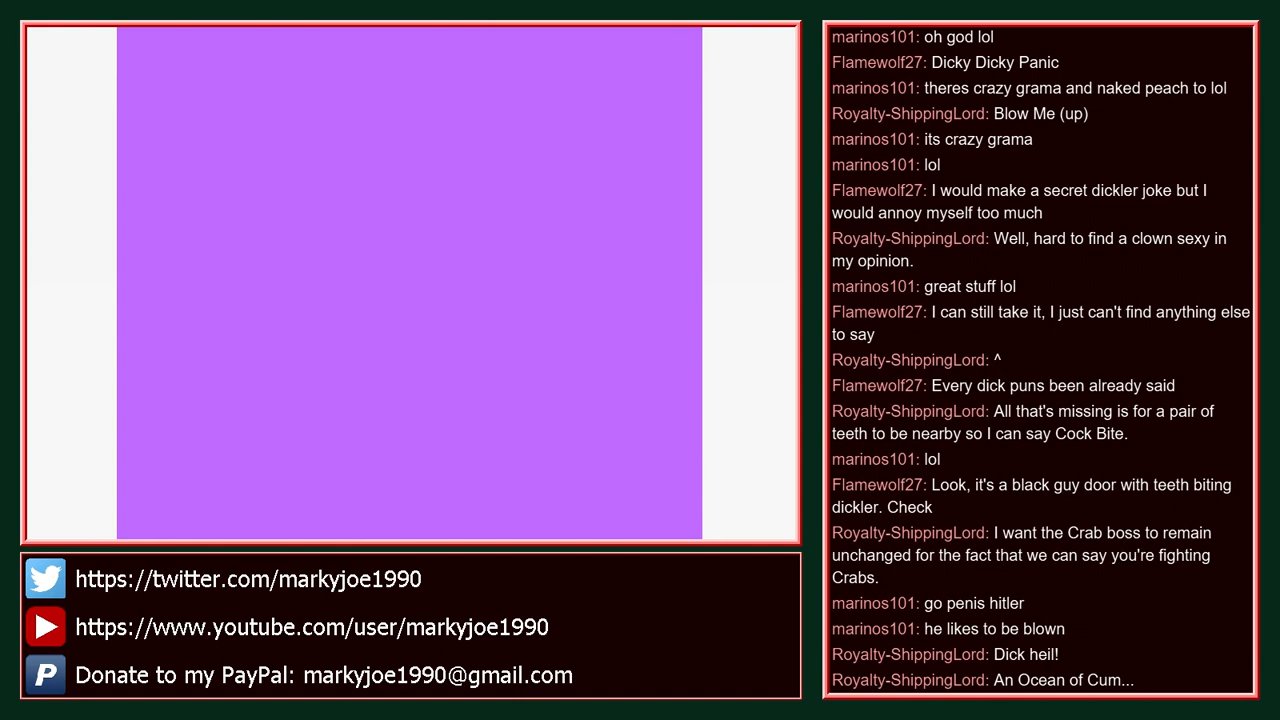 marinos101: oh god lol
Flamewolf27: Dicky Dicky Panic
marinos101: theres crazy grama and naked peach to lol
Royalty-ShippingLord: Blow Me (up)
marinos101: its crazy grama
marinos101: lol
Flamewolf27: I would make a secret dickler joke but I
would annoy myself too much
Royalty-ShippingLord: Well, hard to find a clown sexy in
my opinion.
marinos101: great stuff lol
Flamewolf27: I can still take it, I just can't find anything else
to say
Royalty-ShippingLord: ^
Flamewolf27: Every dick puns been already said
Royalty-ShippingLord: All that's missing is for a pair of
teeth to be nearby so I can say Cock Bite.
marinos101: lol
Flamewolf27: Look, it's a black guy door with teeth biting
dickler. Check
Royalty-ShippingLord: I want the Crab boss to remain
unchanged for the fact that we can say you're fighting
Crabs.
marinos101: go penis hitler
marinos101: he likes to be blown
Royalty-ShippingLord: Dick heil!
Royalty-ShippingLord: An Ocean of Cum...
https://twitter.com/markyjoe1990
https://www.youtube.com/user/markyjoe1990
P Donate to my PayPal: markyjoe1990@gmail.com